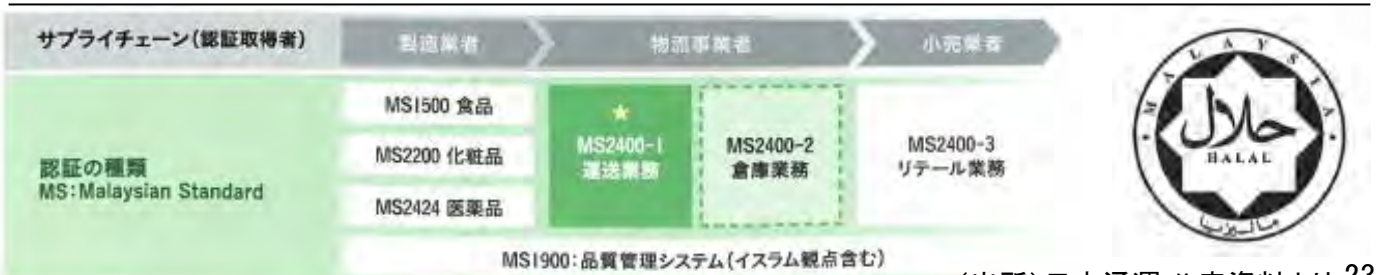 サプライチェーン(認証取得者)
製造業者
物流事業者
小売業者
認証の種類
MS:Malaysian Standard
MS1500 食品
MS2200 化粧品
MS2424 医薬品
★
MS2400-1
運送業務
MS2400-2
倉庫業務
MS2400-3
リテール業務
MS1900:品質管理システム(イスラム観点含む)
MALAYSIA
حلال
HALAL
ماليزيا
23